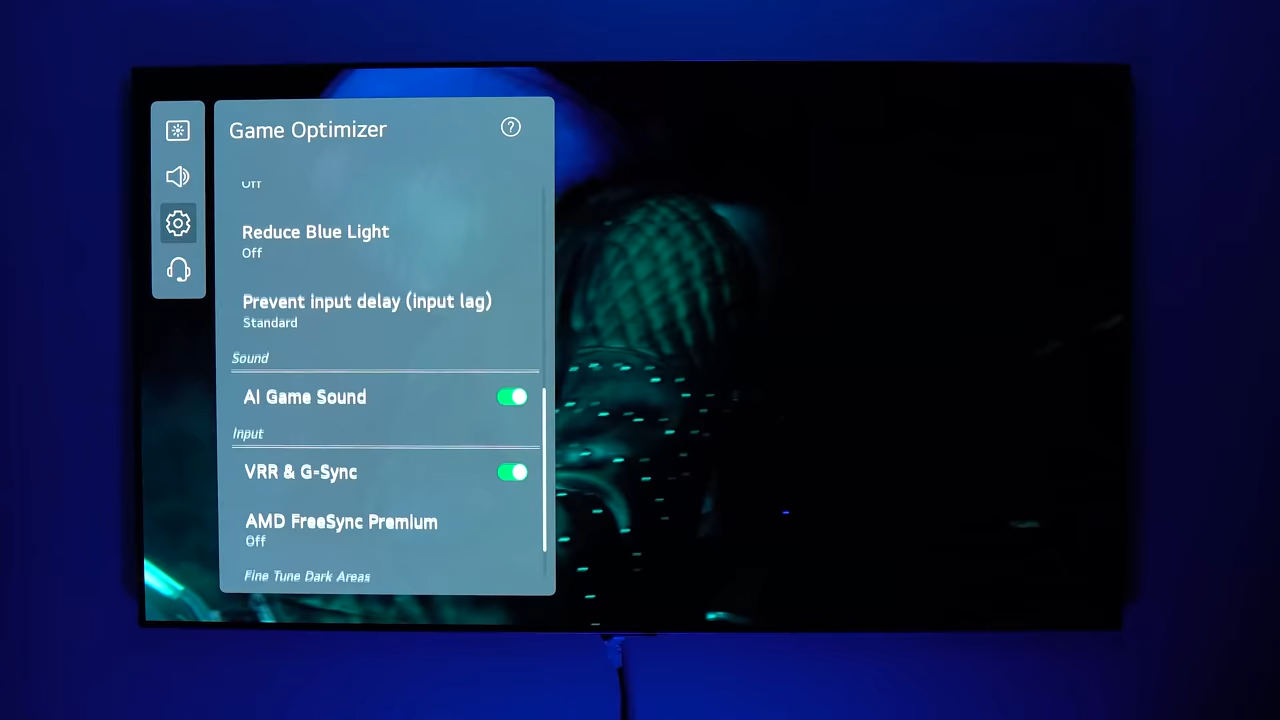 Game Optimizer
Off
Reduce Blue Light
Off
Prevent input delay (input lag)
Standard
Sound
AI Game Sound
Input
VRR & G-Sync
AMD FreeSync Premium
Off
Fine Tune Dark Areas